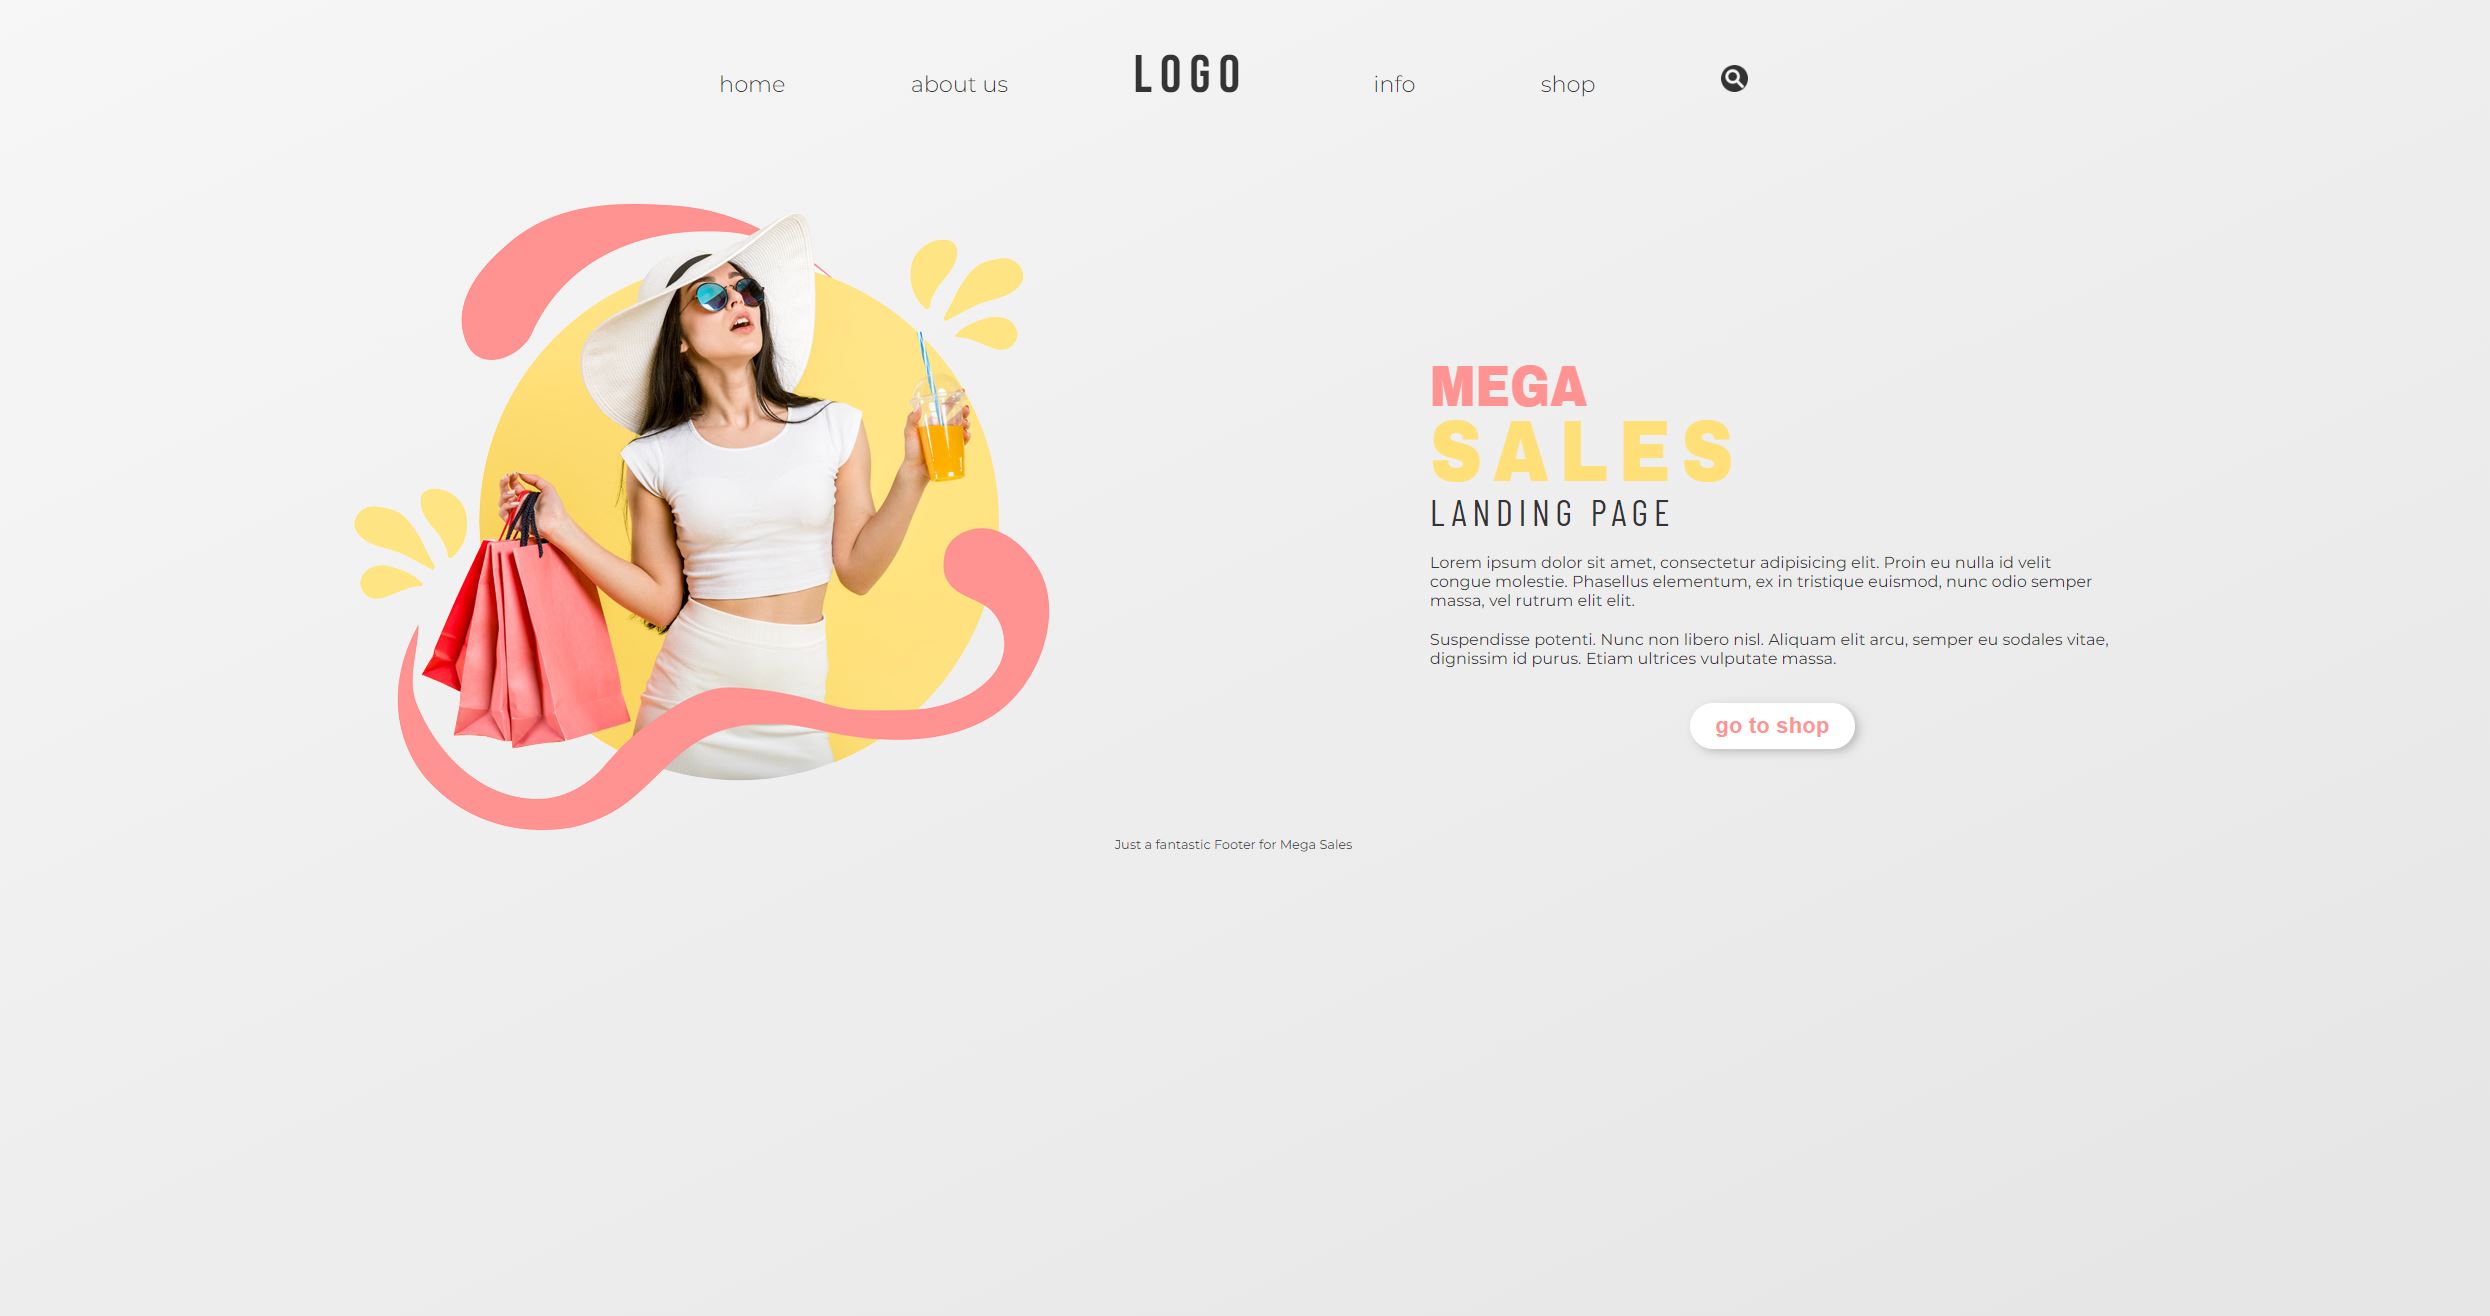 home
about us
LOGO
info
shop
MEGA
SALES
LANDING PAGE
Lorem ipsum dolor sit amet, consectetur adipisicing elit. Proin eu nulla id velit
congue molestie. Phasellus elementum, ex in tristique euismod, nunc odio semper
massa, vel rutrum elit elit.
Suspendisse potenti. Nunc non libero nisl. Aliquam elit arcu, semper eu sodales vitae,
dignissim id purus. Etiam ultrices vulputate massa.
go to shop
Just a fantastic Footer for Mega Sales